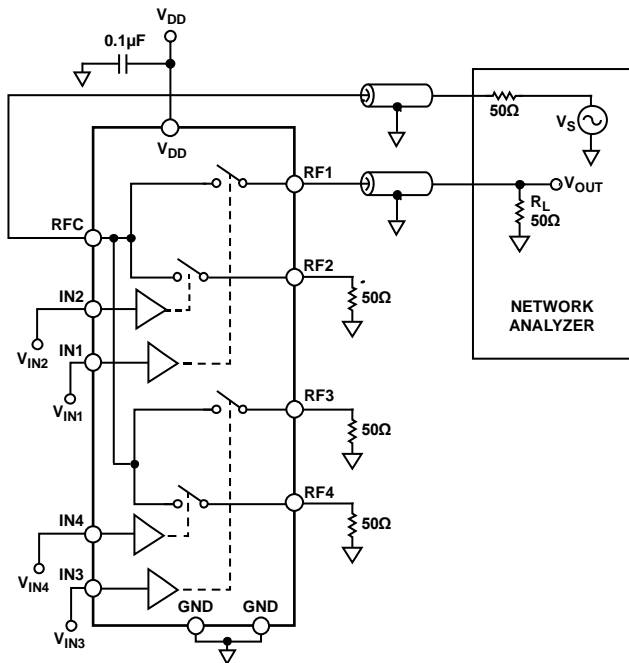 VDD
0.1µF
VDD
50Ω
VS
RF1
VOUT
RL
50Ω
RFC
RF2
50Ω
IN2
NETWORK
ANALYZER
VIN2
IN1
VIN1
RF3
50Ω
RF4
50Ω
IN4
VIN4
IN3
GND
GND
VIN3